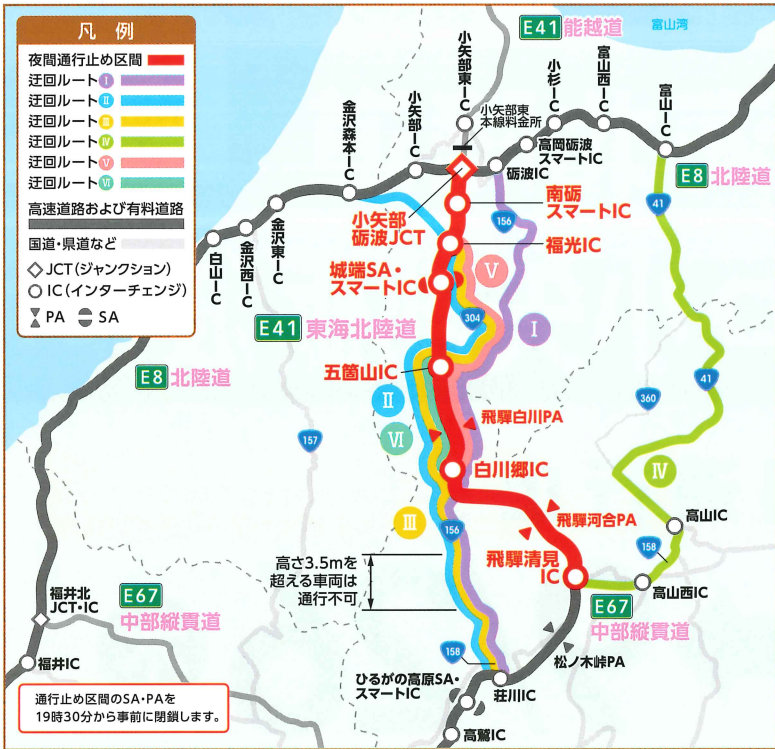 凡例
夜間通行止め区間
迂回ルートⅠ
迂回ルートⅡ
迂回ルートⅢ
迂回ルートⅣ
迂回ルートⅤ
迂回ルートⅥ
高速道路および有料道路
国道・県道など
JCT(ジャンクション)
IC(インターチェンジ)
PA
SA
E41 能越道
富山湾
小矢部東IC
小矢部東
本線料金所
小杉IC
富山西IC
富山IC
高岡砺波
スマートIC
砺波IC
小矢部IC
金沢森本IC
金沢東IC
金沢西IC
白山IC
E8 北陸道
41
156
小矢部
砺波JCT
南砺
スマートIC
福光IC
城端SA・
スマートIC
Ⅴ
304
Ⅰ
E41 東海北陸道
E8 北陸道
五箇山IC
41
360
Ⅱ
Ⅵ
飛騨白川PA
157
白川郷IC
Ⅳ
Ⅲ
156
飛騨河合PA
高山IC
高さ3.5mを
超える車両は
通行不可
飛騨清見
IC
158
高山西IC
福井北
JCT・IC
E67
中部縦貫道
E67
中部縦貫道
松ノ木峠PA
158
福井IC
ひるがの高原SA・
スマートIC
荘川IC
高鷲IC
通行止め区間のSA・PAを
19時30分から事前に閉鎖します。